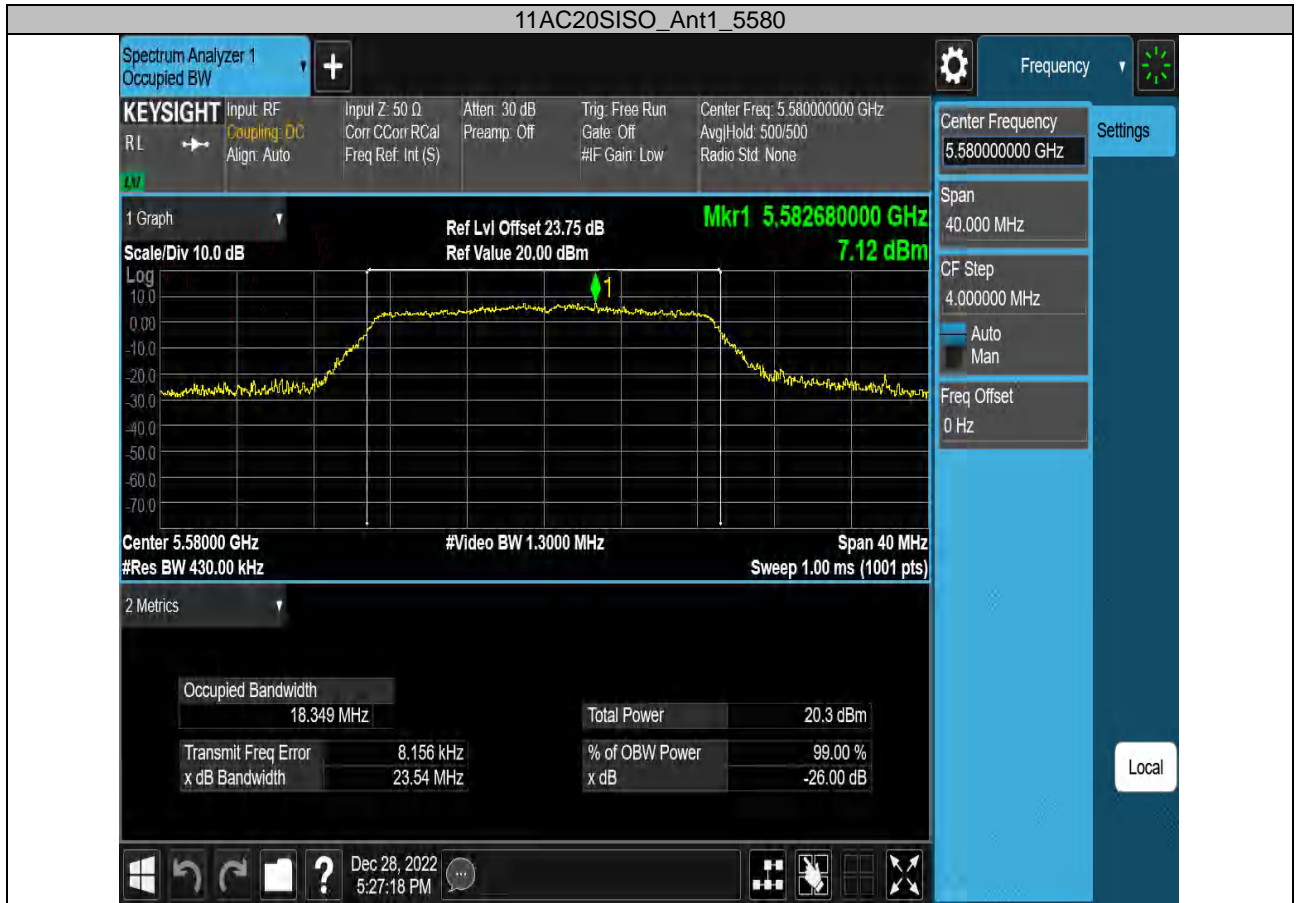 11AC20SISO_Ant1_5580
Spectrum Analyzer 1
Occupied BW
Frequency
KEYSIGHT
RL
LM
Input: RF
Coupling: DC
Align: Auto
Input Z: 50 Ω
Corr CCorr RCal
Freq Ref: Int (S)
Atten: 30 dB
Preamp: Off
Trig: Free Run
Gate: Off
#IF Gain: Low
Center Freq: 5.580000000 GHz
Avg|Hold: 500/500
Radio Std: None
Center Frequency
5.580000000 GHz
Settings
Span
40.000 MHz
CF Step
4.000000 MHz
Auto
Man
Freq Offset
0 Hz
Local
1 Graph
Scale/Div 10.0 dB
Ref Lvl Offset 23.75 dB
Ref Value 20.00 dBm
Mkr1 5.582680000 GHz
7.12 dBm
Log
10.0
0.00
-10.0
-20.0
-30.0
-40.0
-50.0
-60.0
-70.0
1
Center 5.58000 GHz
#Res BW 430.00 kHz
#Video BW 1.3000 MHz
Span 40 MHz
Sweep 1.00 ms (1001 pts)
2 Metrics
Occupied Bandwidth
18.349 MHz
Total Power 20.3 dBm
Transmit Freq Error 8.156 kHz
% of OBW Power 99.00 %
x dB Bandwidth 23.54 MHz
x dB -26.00 dB
Dec 28, 2022
5:27:18 PM